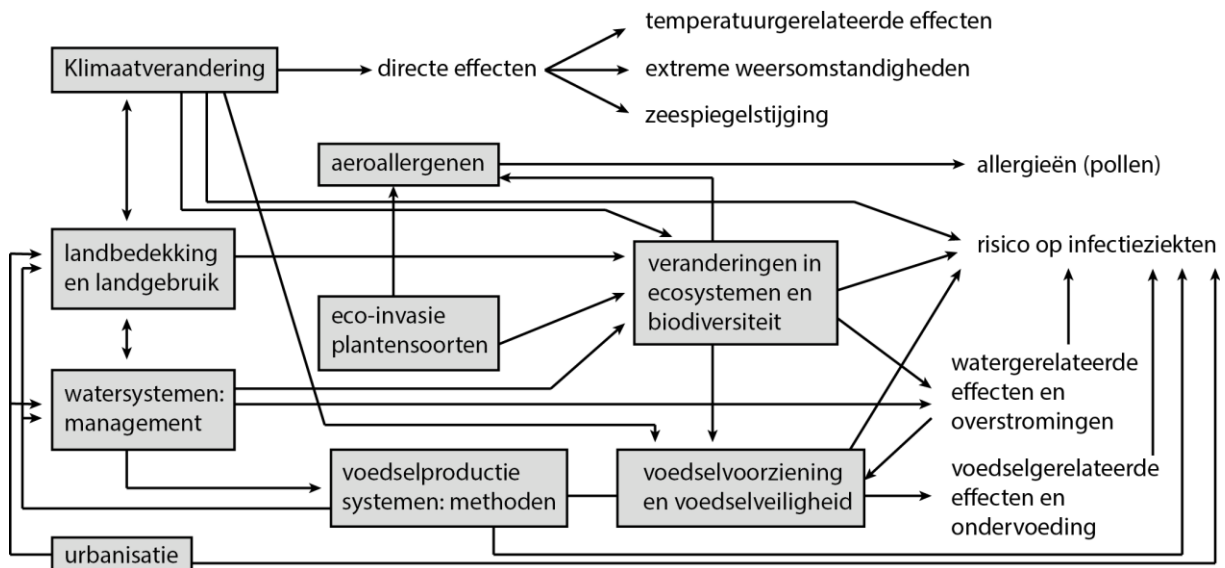 temperatuurgerelateerde effecten
Klimaatverandering
directe effecten
extreme weersomstandigheden
zeespiegelstijging
aeroallergenen
allergieën (pollen)
landbedekking
en landgebruik
veranderingen in
ecosystemen en
biodiversiteit
risico op infectieziekten
eco-invasie
plantensoorten
watersystemen:
management
watergerelateerde
effecten en
overstromingen
voedselproductie
systemen: methoden
voedselvoorziening
en voedselveiligheid
voedselgerelateerde
effecten en
ondervoeding
urbanisatie